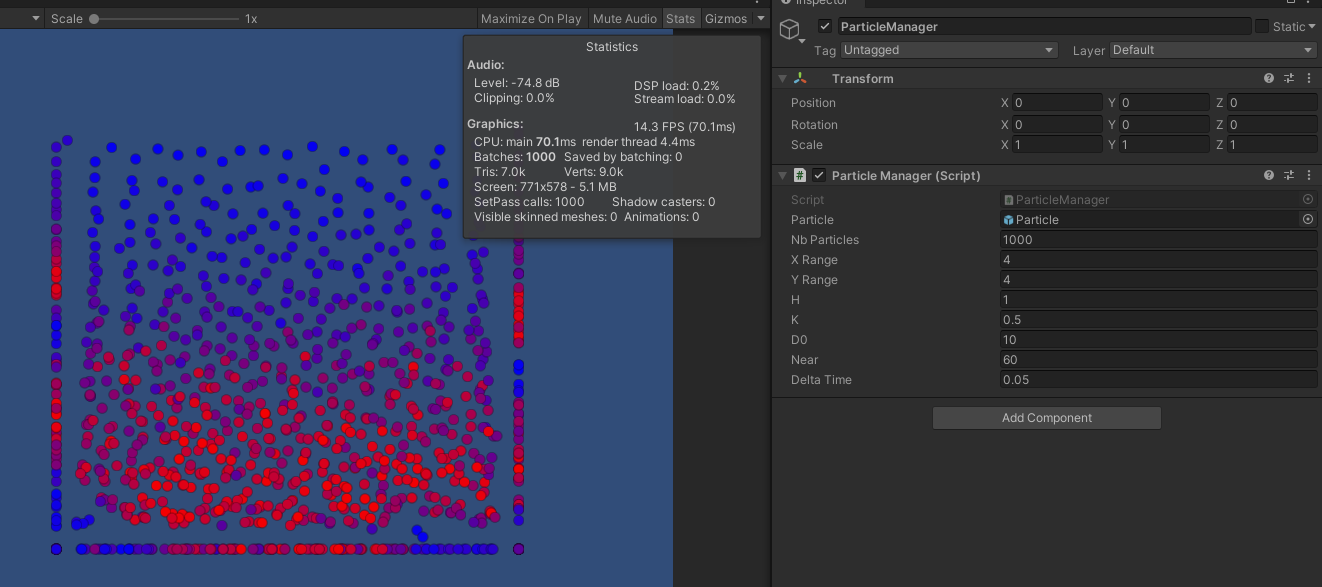 Inspector
Scale 1x Maximize On Play Mute Audio Stats Gizmos
Statistics
Audio:
Level: -74.8 dB DSP load: 0.2%
Clipping: 0.0% Stream load: 0.0%
Graphics: 14.3 FPS (70.1ms)
CPU: main 70.1ms render thread 4.4ms
Batches: 1000 Saved by batching: 0
Tris: 7.0k Verts: 9.0k
Screen: 771x578 - 5.1 MB
SetPass calls: 1000 Shadow casters: 0
Visible skinned meshes: 0 Animations: 0
ParticleManager Static
Tag Untagged Layer Default
Transform
Position X 0 Y 0 Z 0
Rotation X 0 Y 0 Z 0
Scale X 1 Y 1 Z 1
# Particle Manager (Script)
Script # ParticleManager
Particle Particle
Nb Particles 1000
X Range 4
Y Range 4
H 1
K 0.5
D0 10
Near 60
Delta Time 0.05
Add Component